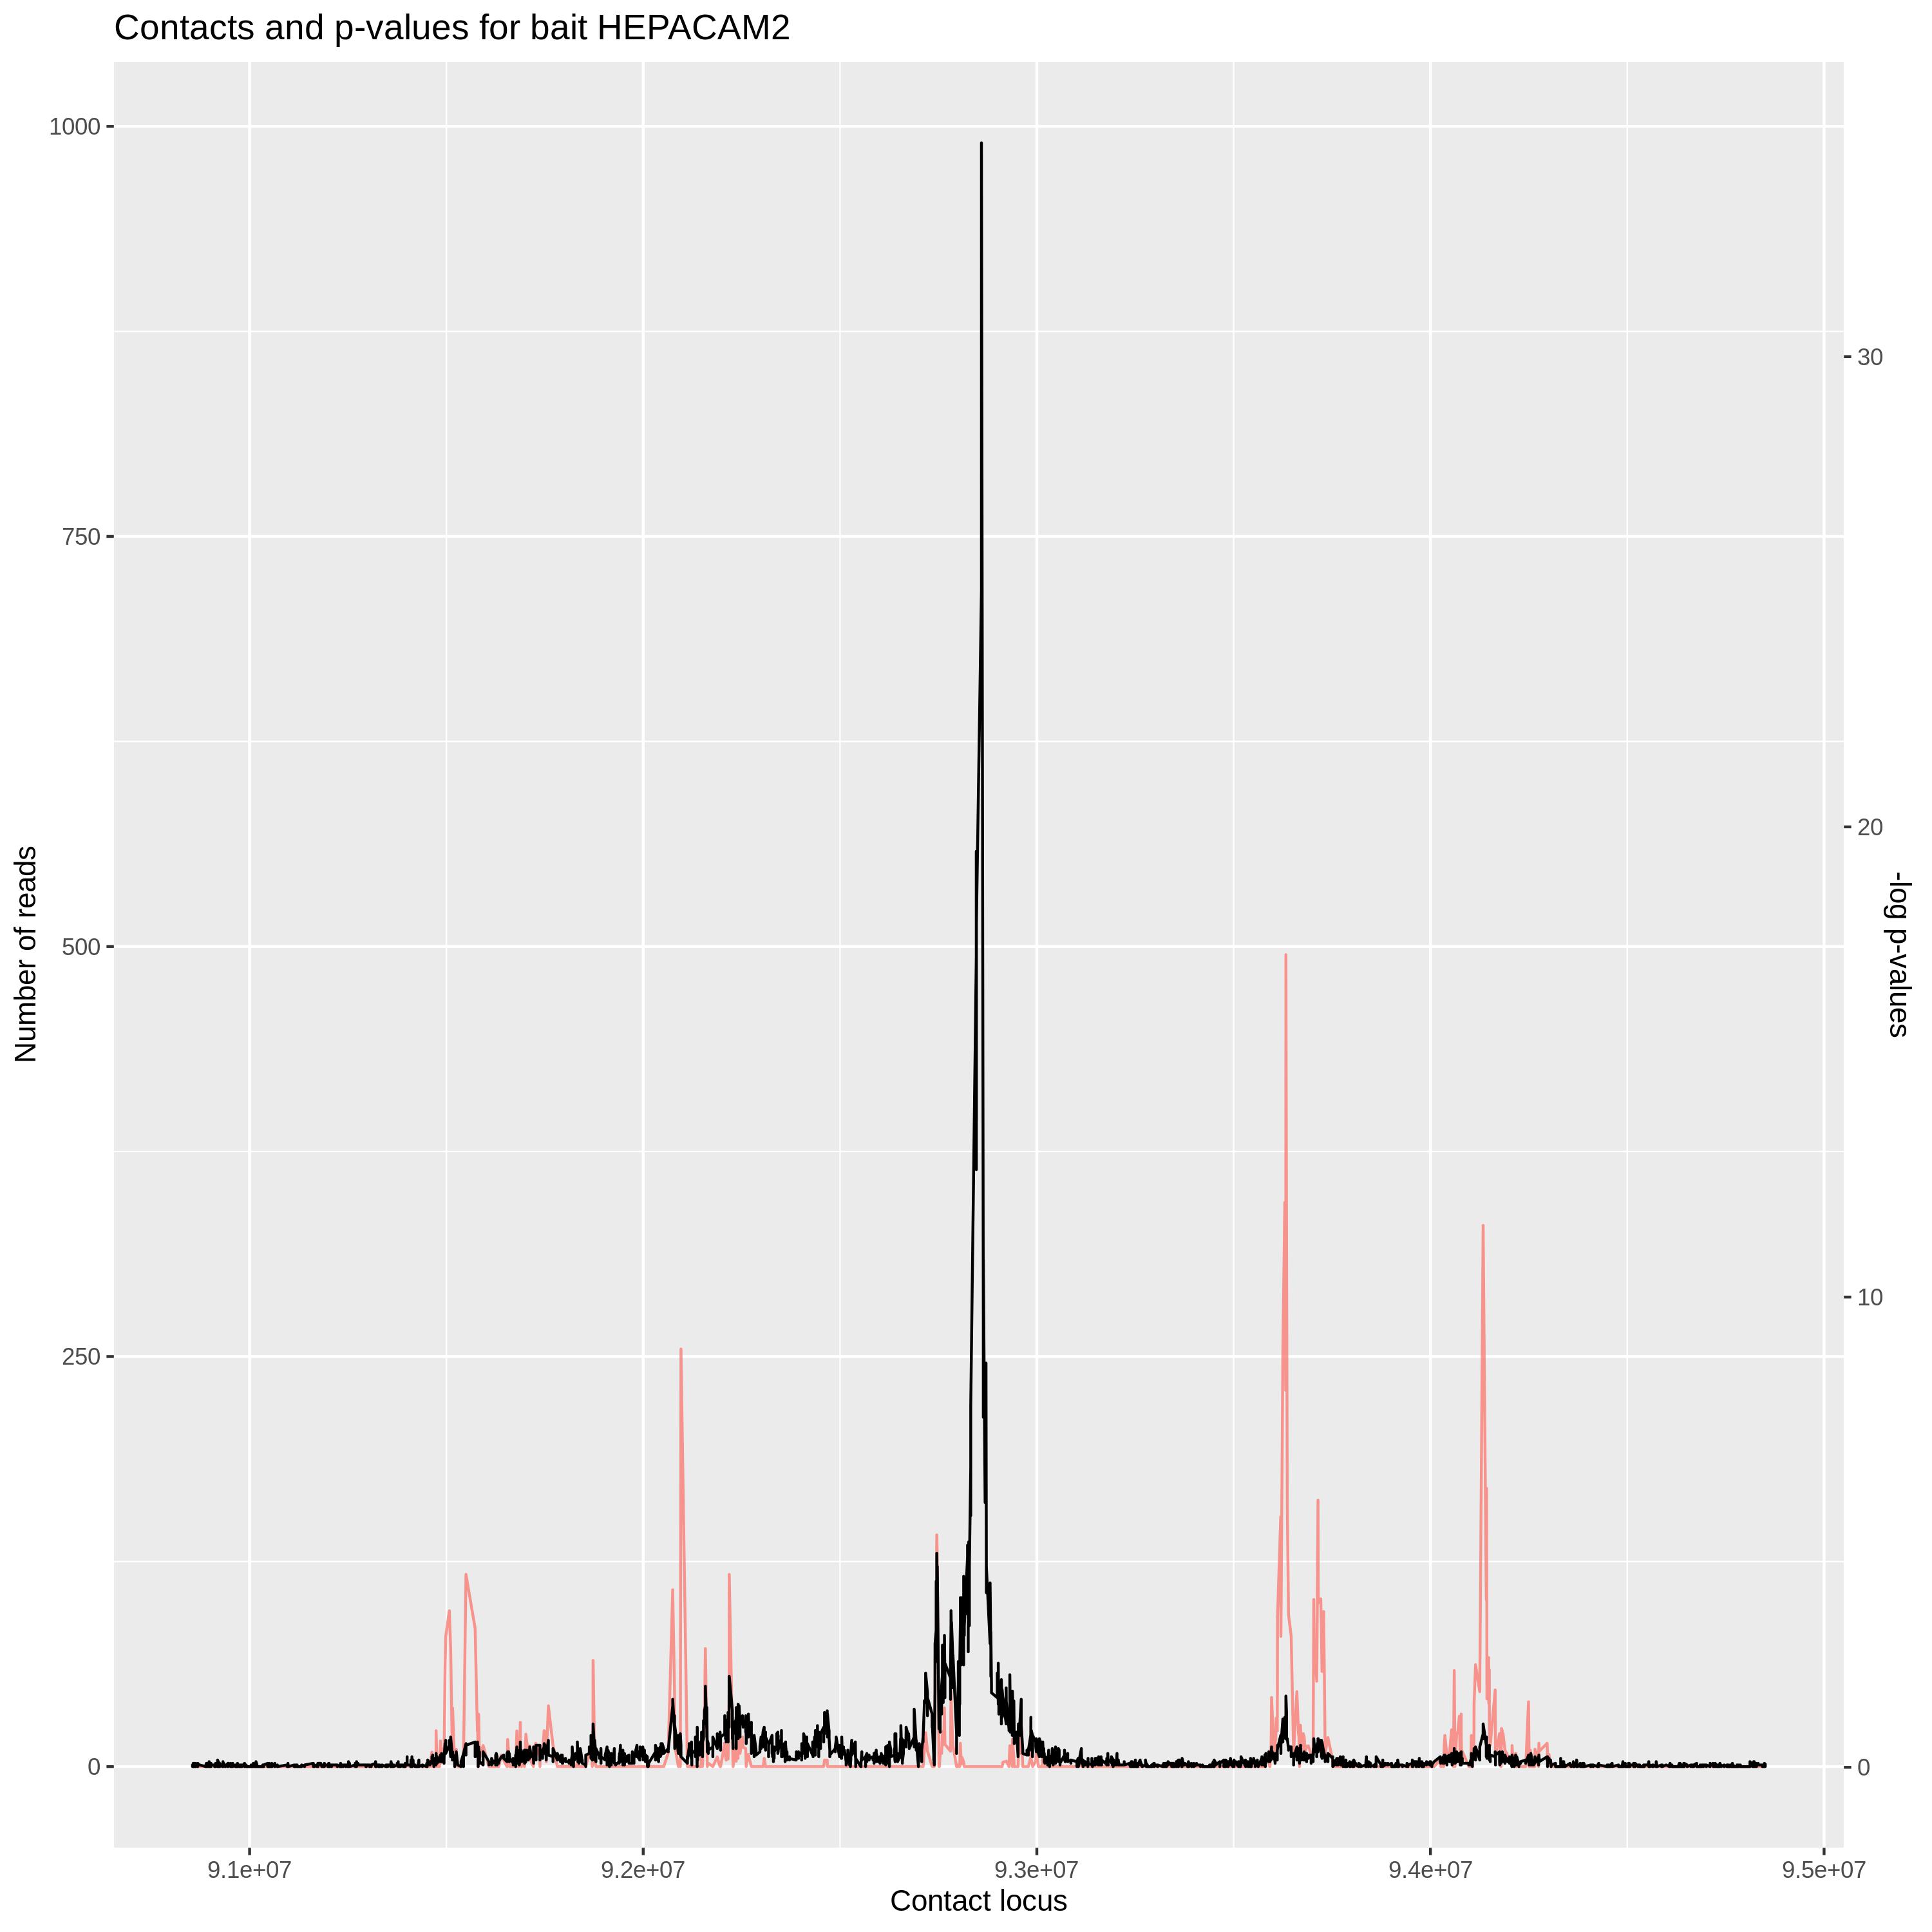 Contacts and p-values for bait HEPACAM2
1000
750
500
250
0
Number of reads
30
20
10
0
-log p-values
9.1e+07
9.2e+07
9.3e+07
9.4e+07
9.5e+07
Contact locus